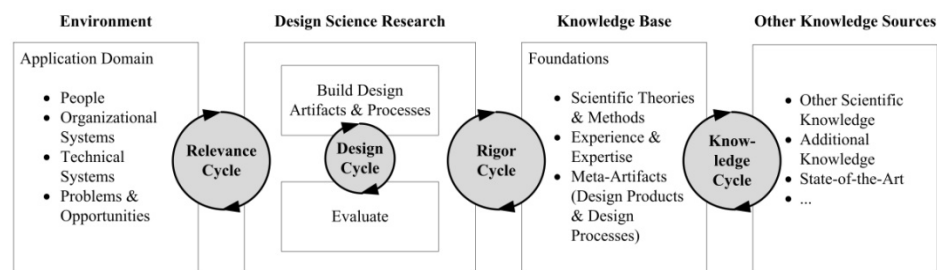 Environment
Design Science Research
Knowledge Base
Other Knowledge Sources
Application Domain
• People
• Organizational
Systems
• Technical
Systems
• Problems &
Opportunities
Relevance
Cycle
Build Design
Artifacts & Processes
Design
Cycle
Evaluate
Rigor
Cycle
Foundations
• Scientific Theories
& Methods
• Experience &
Expertise
• Meta-Artifacts
(Design Products
& Design
Processes)
Know-
ledge
Cycle
• Other Scientific
Knowledge
• Additional
Knowledge
• State-of-the-Art
• ...